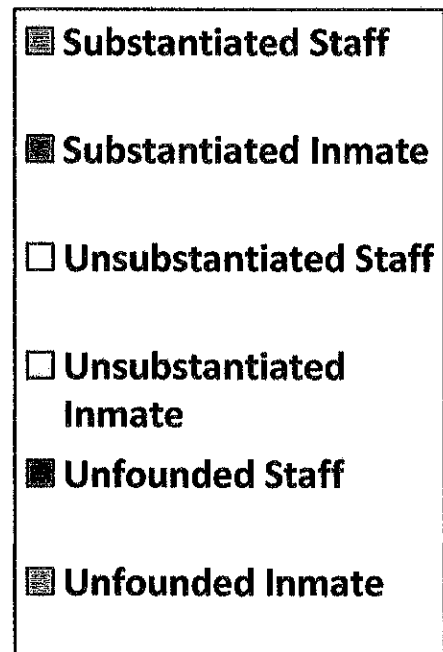 Substantiated Staff
Substantiated Inmate
Unsubstantiated Staff
Unsubstantiated
Inmate
Unfounded Staff
Unfounded Inmate